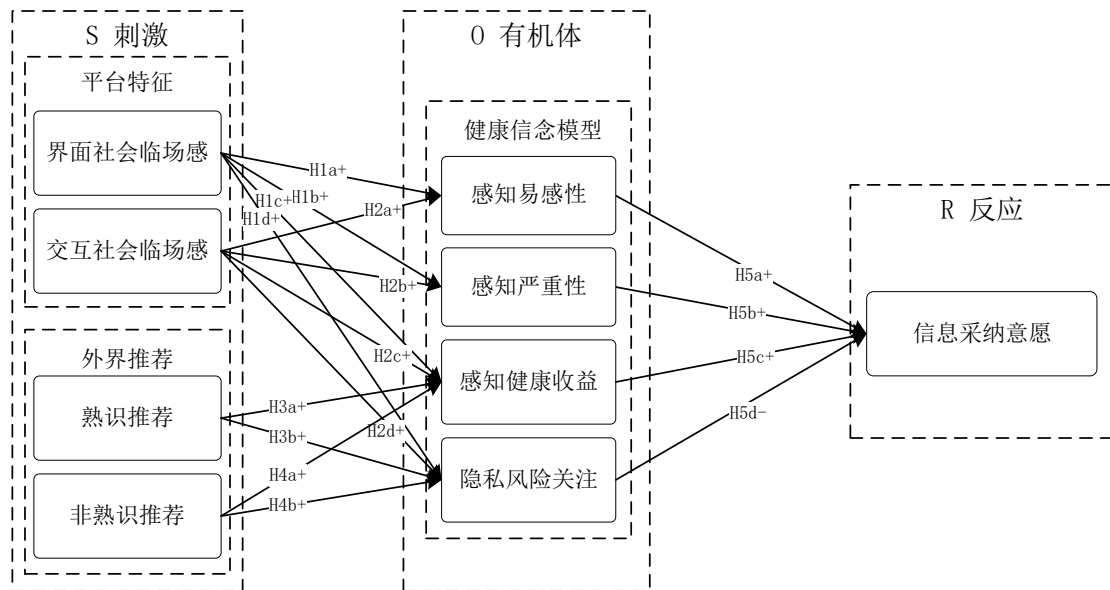 S 刺激
平台特征
界面社会临场感
交互社会临场感
外界推荐
熟识推荐
非熟识推荐
H1a+
H1b+
H1c+
H1d+
H2a+
H2b+
H2c+
H2d+
H3a+
H3b+
H4a+
H4b+
O 有机体
健康信念模型
感知易感性
感知严重性
感知健康收益
隐私风险关注
H5a+
H5b+
H5c+
H5d-
R 反应
信息采纳意愿